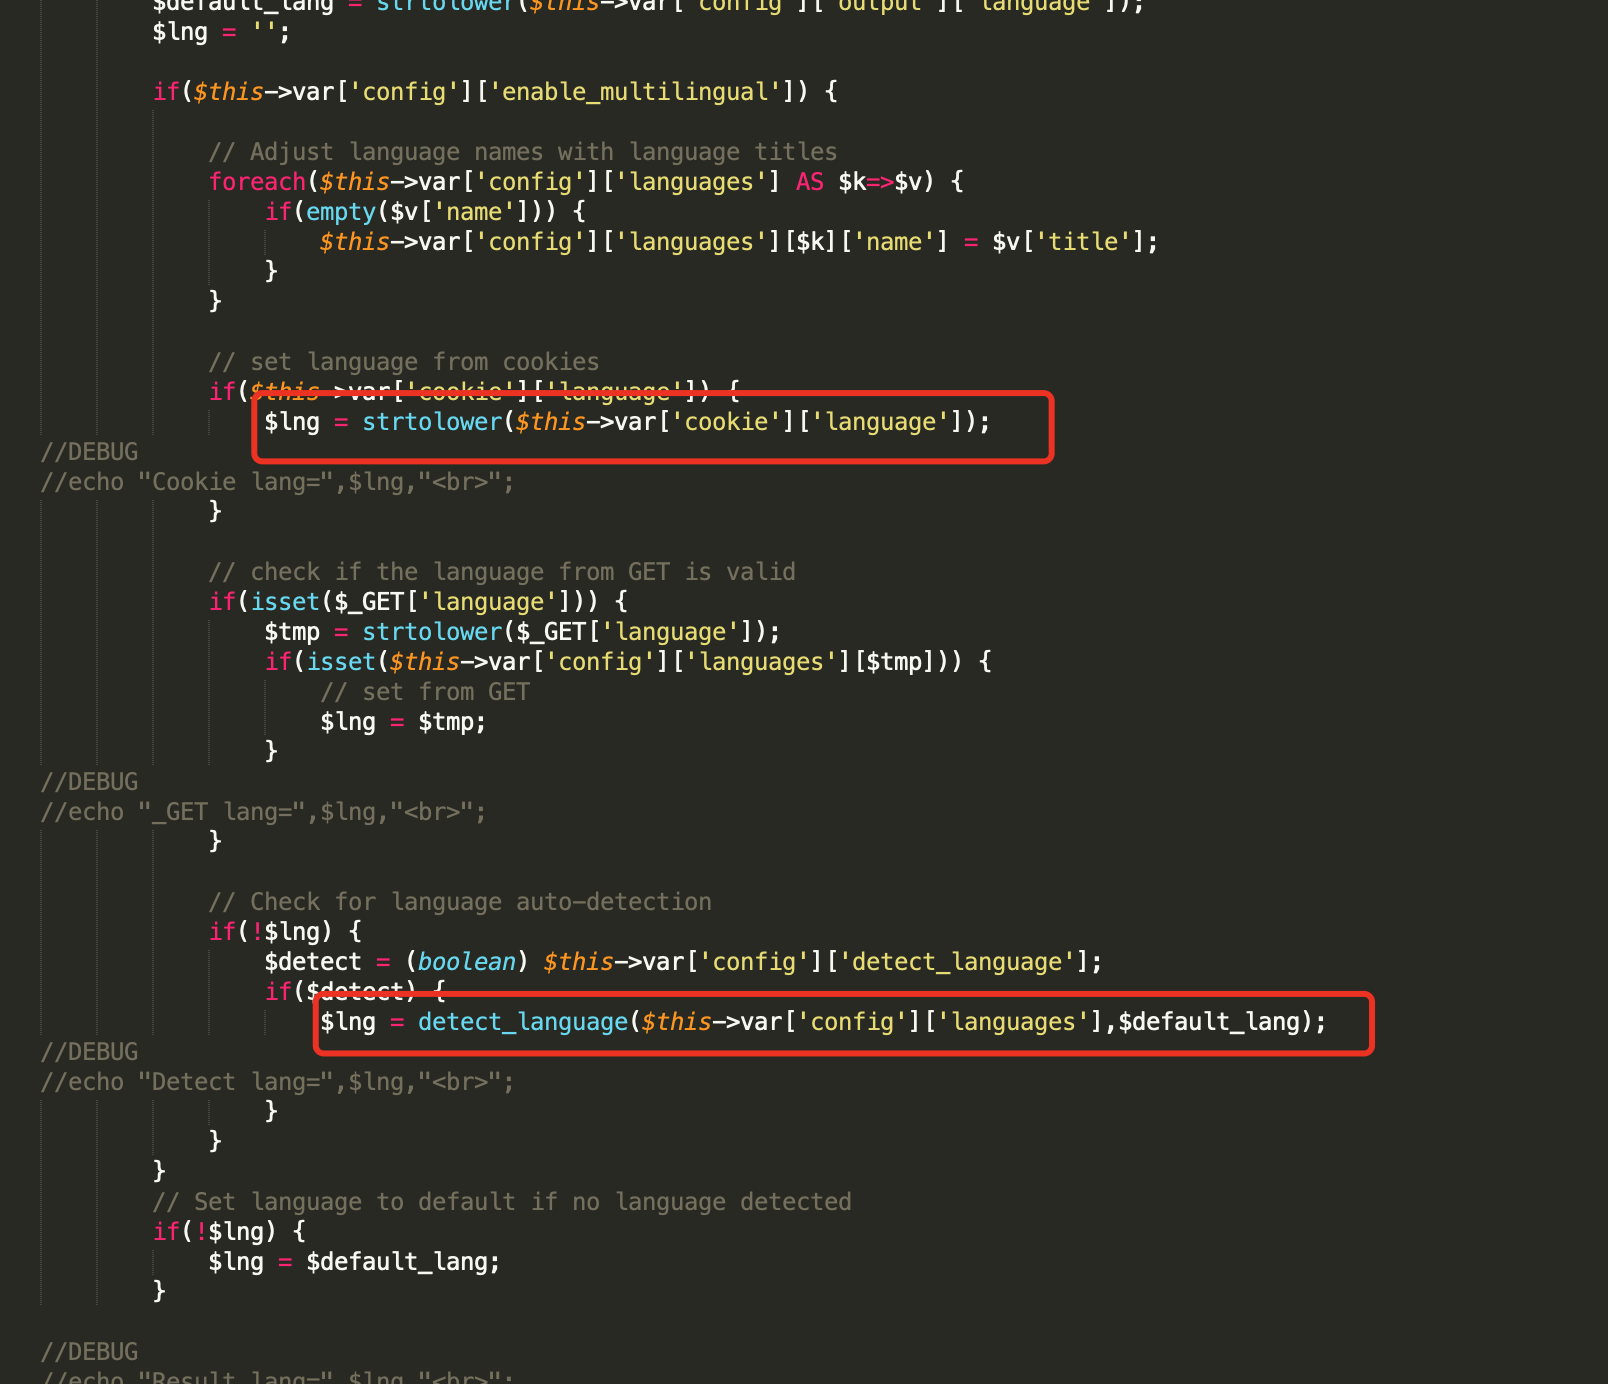 $default_lang = strtolower($this->var['config']['output']['language']);
$lng = '';
if($this->var['config']['enable_multilingual']) {
// Adjust language names with language titles
foreach($this->var['config']['languages'] AS $k=>$v) {
if(empty($v['name'])) {
$this->var['config']['languages'][$k]['name'] = $v['title'];
}
}
// set language from cookies
if($this->var['cookie']['language']) {
$lng = strtolower($this->var['cookie']['language']);
//DEBUG
//echo "Cookie lang=",$lng,"<br>";
}
// check if the language from GET is valid
if(isset($_GET['language'])) {
$tmp = strtolower($_GET['language']);
if(isset($this->var['config']['languages'][$tmp])) {
// set from GET
$lng = $tmp;
}
//DEBUG
//echo "_GET lang=",$lng,"<br>";
}
// Check for language auto-detection
if(!$lng) {
$detect = (boolean) $this->var['config']['detect_language'];
if($detect) {
$lng = detect_language($this->var['config']['languages'],$default_lang);
//DEBUG
//echo "Detect lang=",$lng,"<br>";
}
}
}
// Set language to default if no language detected
if(!$lng) {
$lng = $default_lang;
}
//DEBUG
//echo "Result lang=",$lng,"<br>";